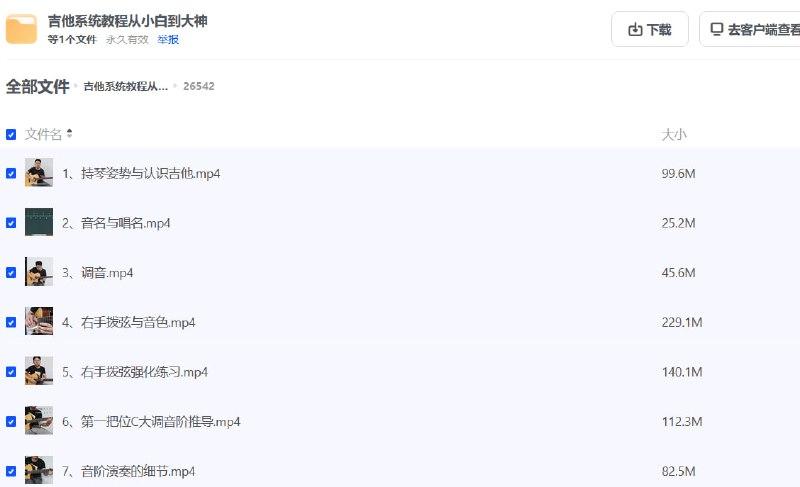 吉他系统教程从小白到大神
等1个文件 永久有效 举报
下载
去客户端查看
全部文件 吉他系统教程从... 26542
文件名 大小
1、持琴姿势与认识吉他.mp4 99.6M
2、音名与唱名.mp4 25.2M
3、调音.mp4 45.6M
4、右手拨弦与音色.mp4 229.1M
5、右手拨弦强化练习.mp4 140.1M
6、第一把位C大调音阶推导.mp4 112.3M
7、音阶演奏的细节.mp4 82.5M